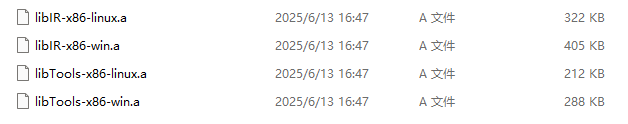 libIR-x86-linux.a 2025/6/13 16:47 A 文件 322 KB
libIR-x86-win.a 2025/6/13 16:47 A 文件 405 KB
libTools-x86-linux.a 2025/6/13 16:47 A 文件 212 KB
libTools-x86-win.a 2025/6/13 16:47 A 文件 288 KB